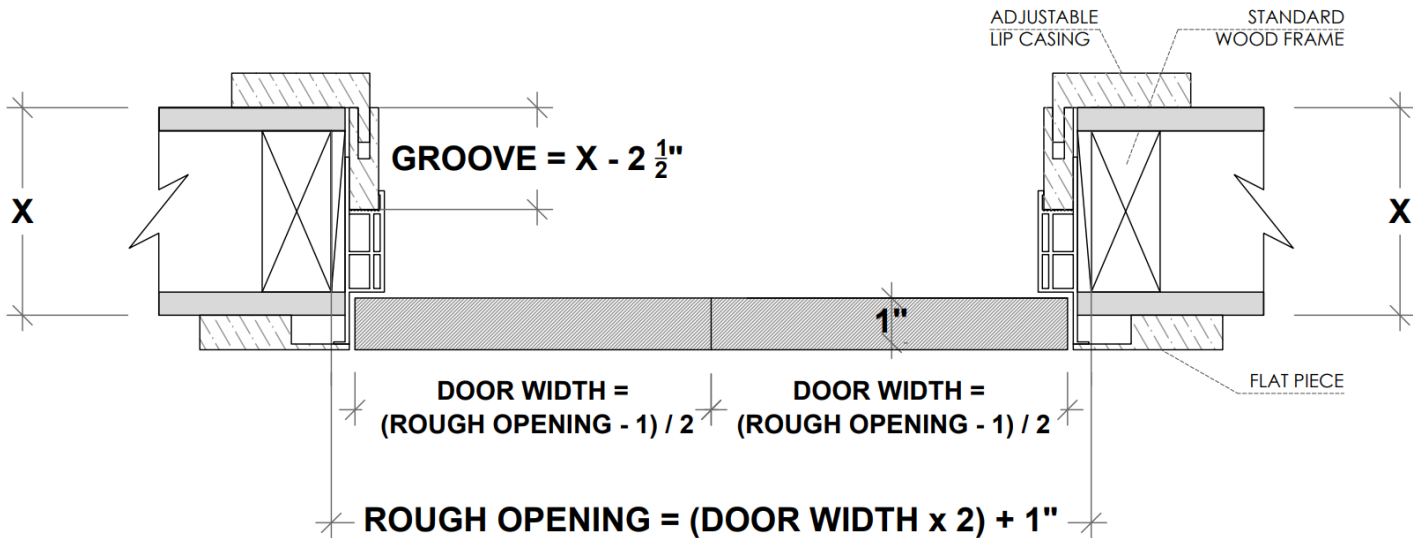 ADJUSTABLE
LIP CASING
STANDARD
WOOD FRAME
GROOVE = X - 2 1/2"
X
X
1"
DOOR WIDTH =
(ROUGH OPENING - 1) / 2
DOOR WIDTH =
(ROUGH OPENING - 1) / 2
FLAT PIECE
ROUGH OPENING = (DOOR WIDTH x 2) + 1"